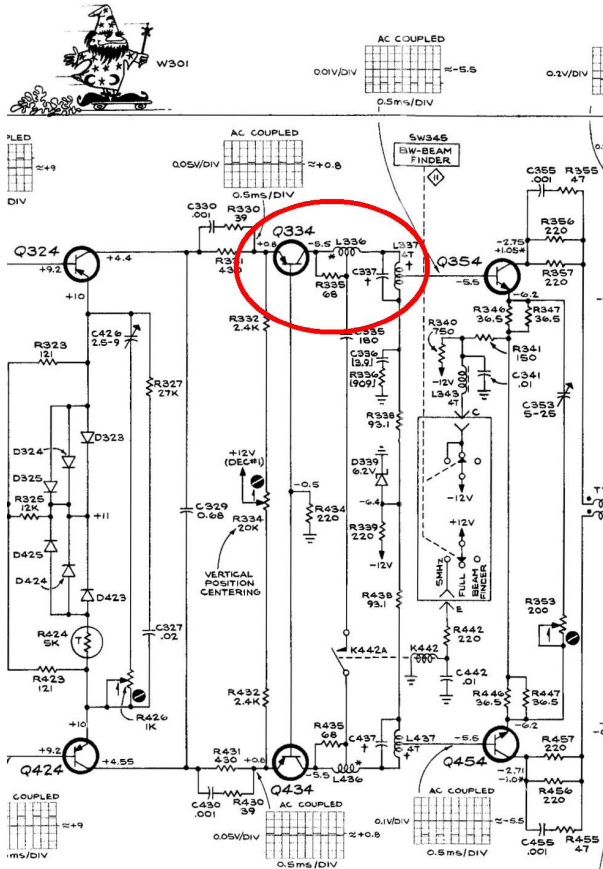 W301
AC COUPLED
0.01V/DIV
≈-5.5
0.5ms/DIV
0.2V/DIV
PLED
≈+9
DIV
AC COUPLED
0.05V/DIV
≈+0.8
0.5ms/DIV
SW345
BW-BEAM
FINDER
11
C355
.001
R355
47
R356
220
R357
220
-2.75
+1.05*
C330
.001
R330
39
R331
430
+0.8
Q334
-5.5
L336
*
L337
4T
†
C337
†
R335
68
Q324
+9.2
+4.4
+10
Q354
-5.5
-6.2
R346
36.5
R347
36.5
C426
2.5-9
R332
2.4K
C335
180
R340
750
-12V
R341
150
C336
[3.9]
R336
[909]
C341
.01
L343
4T
C
C353
5-25
R323
121
R327
27K
R338
93.1
D324
D323
D325
R325
12K
+11
D425
D424
D423
+12V
(DEC#1)
R334
20K
VERTICAL
POSITION
CENTERING
C329
0.68
-0.5
R434
220
D339
6.2V
-6.4
R339
220
-12V
-12V
+12V
5MHz
FULL
BEAM
FINDER
E
R438
93.1
R353
200
R424
5K
T
C327
.02
R423
121
R426
1K
K442A
K442
R442
220
C442
.01
R432
2.4K
R446
36.5
R447
36.5
+10
+9.2
Q424
+4.55
R431
430
+0.8
Q434
-5.5
R435
68
L436
*
C437
†
L437
4T
†
-5.5
Q454
-6.2
-2.71
-1.0*
R457
220
R456
220
C455
.001
R455
47
C430
.001
R430
39
COUPLED
≈+9
ms/DIV
AC COUPLED
0.05V/DIV
≈+0.8
0.5ms/DIV
AC COUPLED
0.1V/DIV
≈-5.5
0.5ms/DIV